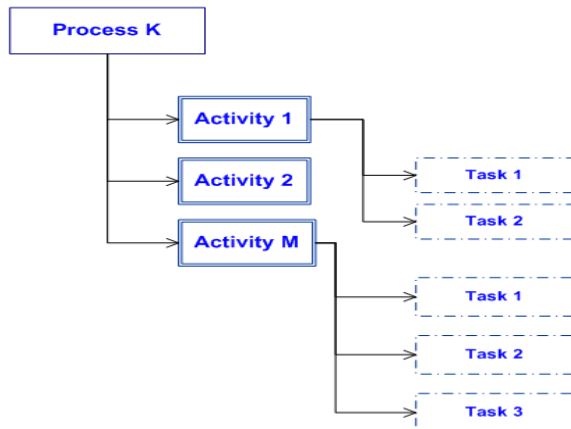 Process K
Activity 1
Task 1
Activity 2
Task 2
Activity M
Task 1
Task 2
Task 3